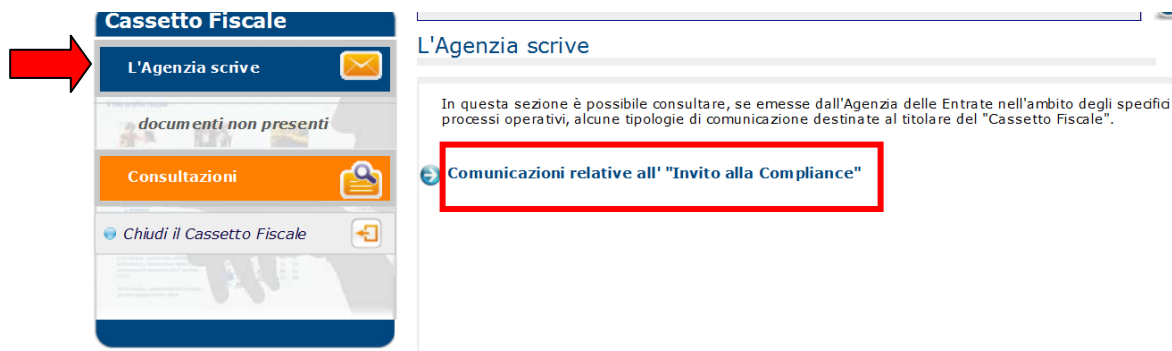 Cassetto Fiscale
L'Agenzia scrive
documenti non presenti
Consultazioni
Chiudi il Cassetto Fiscale
L'Agenzia scrive
In questa sezione è possibile consultare, se emesse dall'Agenzia delle Entrate nell'ambito degli specifici
processi operativi, alcune tipologie di comunicazione destinate al titolare del "Cassetto Fiscale".
Comunicazioni relative all' "Invito alla Compliance"